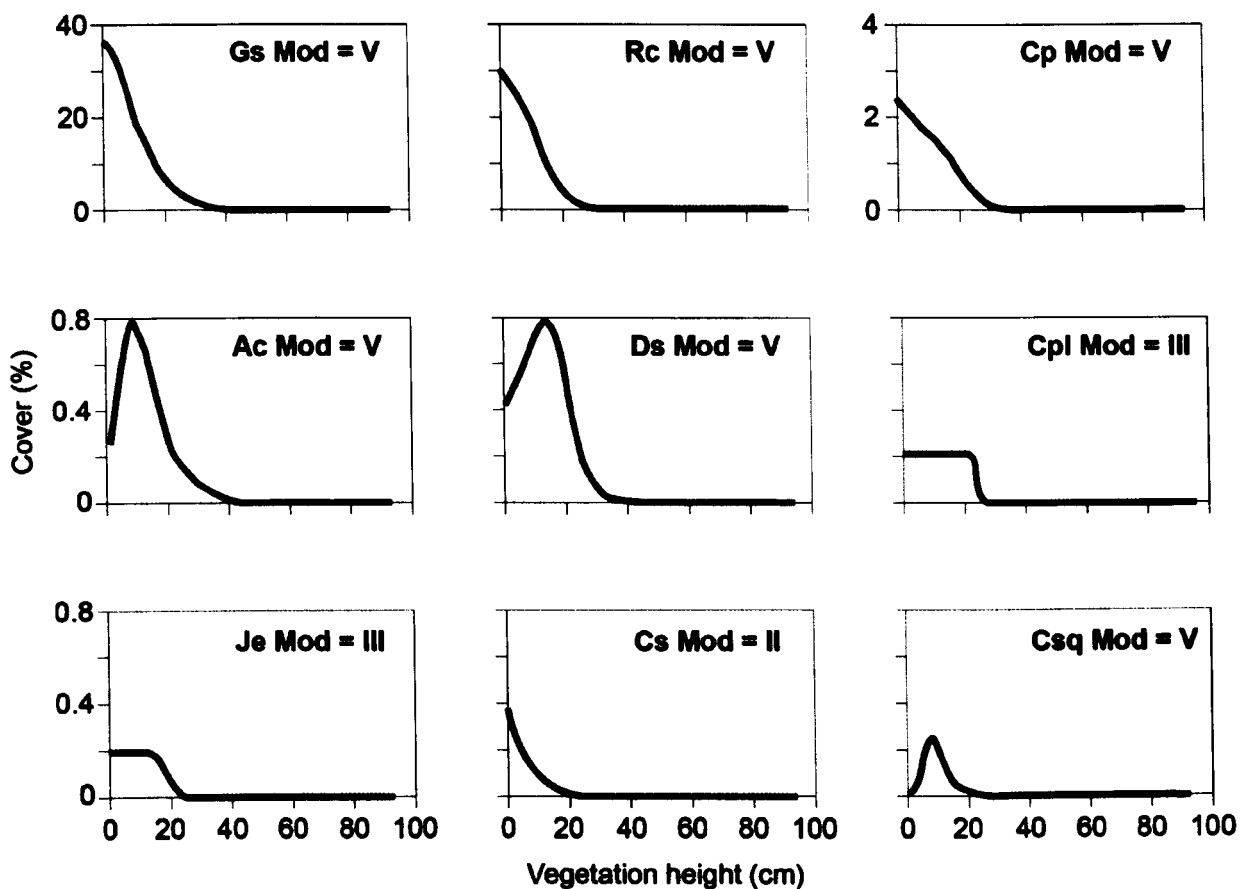 40
20
0
Gs Mod = V
Rc Mod = V
4
2
0
Cp Mod = V
Cover (%)
0.8
0.4
0
Ac Mod = V
Ds Mod = V
Cpl Mod = III
0.8
0.4
0
Je Mod = III
Cs Mod = II
Csq Mod = V
0 20 40 60 80 100
0 20 40 60 80 100
0 20 40 60 80 100
Vegetation height (cm)